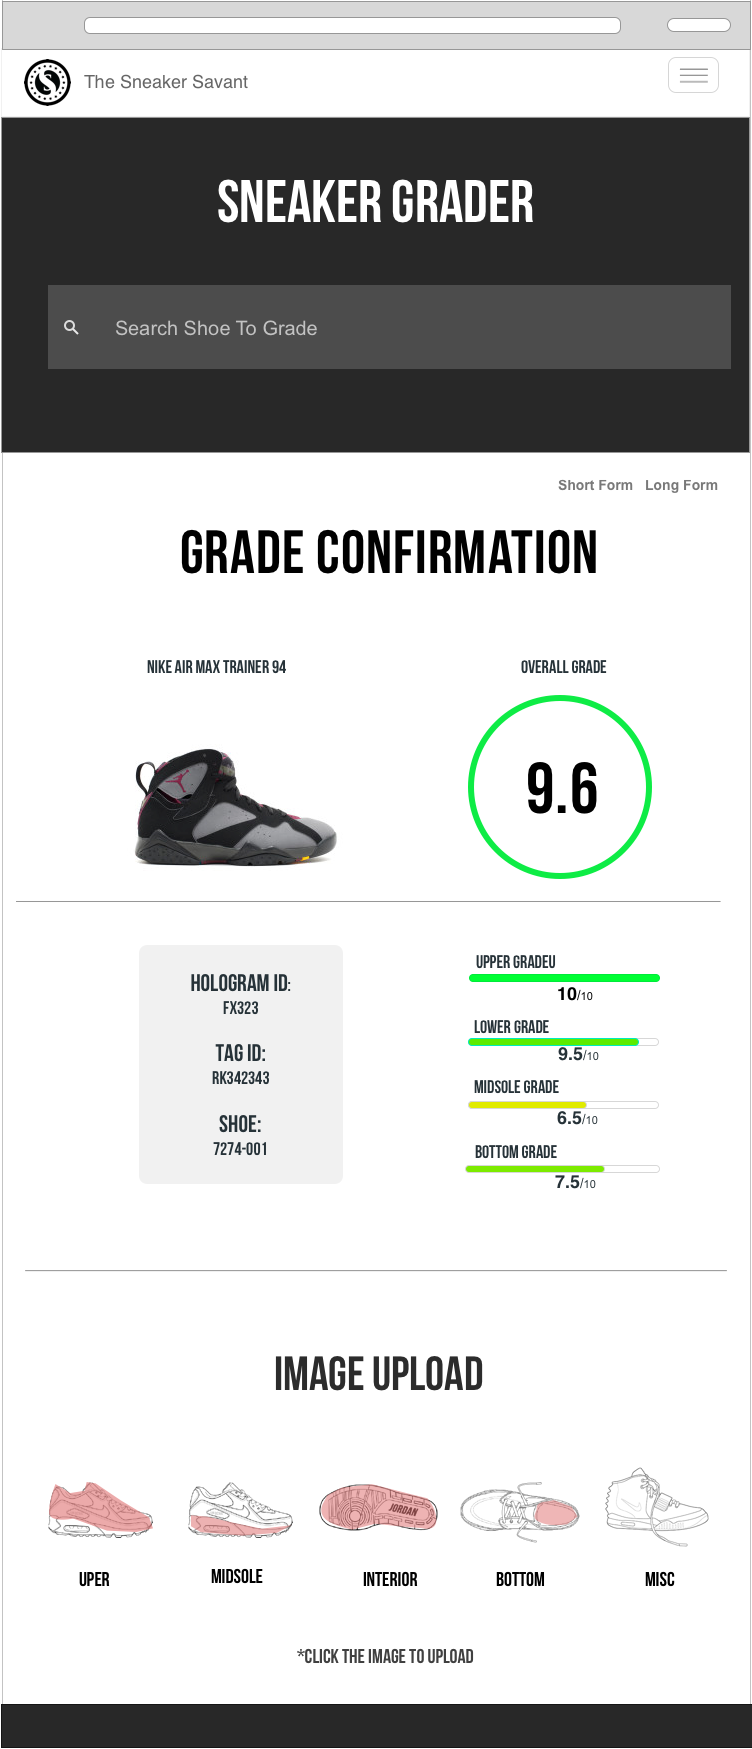 The Sneaker Savant
SNEAKER GRADER
Search Shoe To Grade
Short Form Long Form
GRADE CONFIRMATION
NIKE AIR MAX TRAINER 94
OVERALL GRADE
9.6
HOLOGRAM ID:
FX323
TAG ID:
RK342343
SHOE:
7274-001
UPPER GRADEU
10/10
LOWER GRADE
9.5/10
MIDSOLE GRADE
6.5/10
BOTTOM GRADE
7.5/10
IMAGE UPLOAD
JORDAN
UPER
MIDSOLE
INTERIOR
BOTTOM
MISC
*CLICK THE IMAGE TO UPLOAD